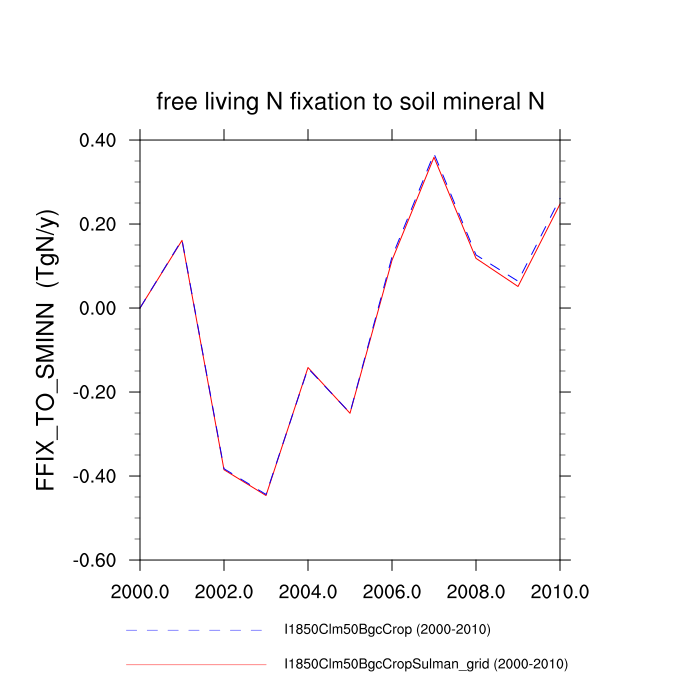 free living N fixation to soil mineral N
FFIX_TO_SMINN (TgN/y)
0.40
0.20
0.00
-0.20
-0.40
-0.60
2000.0 2002.0 2004.0 2006.0 2008.0 2010.0
I1850Clm50BgcCrop (2000-2010)
I1850Clm50BgcCropSulman_grid (2000-2010)